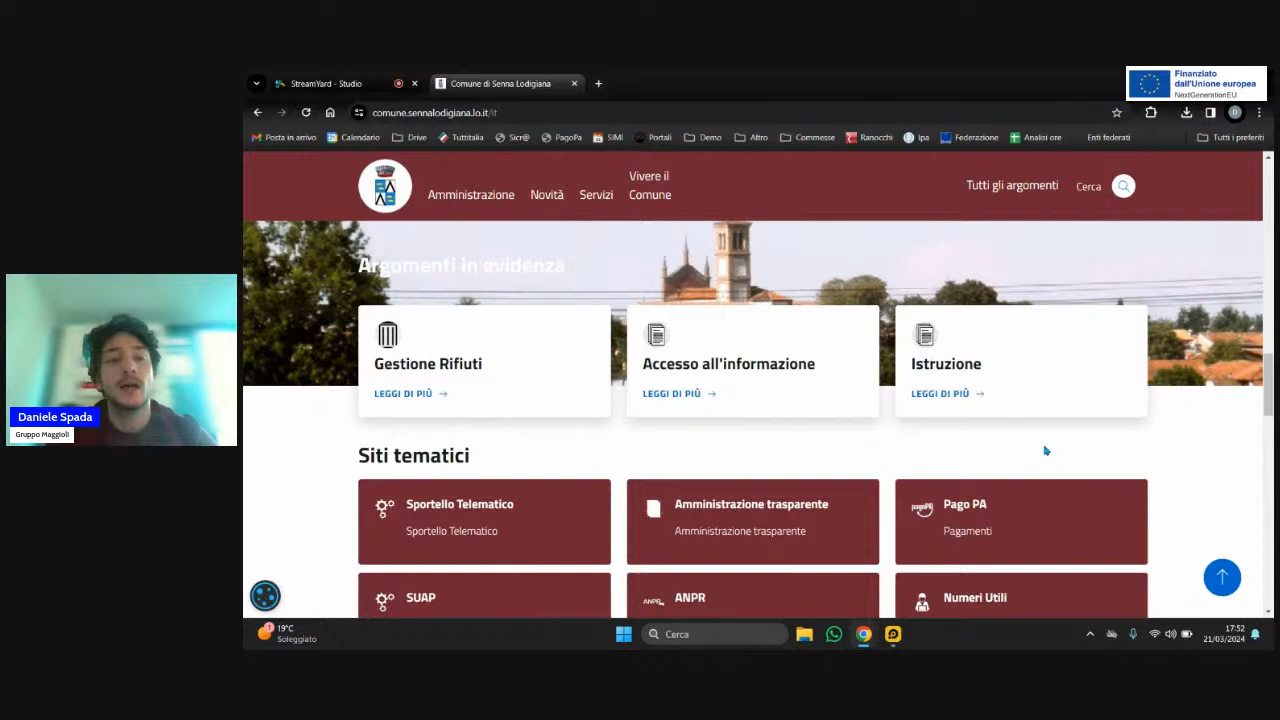 Finanziato
dall'Unione europea
NextGenerationEU
StreamYard - Studio
Comune di Senna Lodigiana
comune.sennalodigiana.lo.it/it
Posta in arrivo
Calendario
Drive
Tuttitalia
Sicr@
PagoPa
SIMI
Portali
Demo
Altro
Commesse
Ranocchi
Ipa
Federazione
Analisi ore
Enti federati
Tutti i preferiti
Amministrazione
Novità
Servizi
Vivere il
Comune
Tutti gli argomenti
Cerca
Argomenti in evidenza
Gestione Rifiuti
LEGGI DI PIÙ
Accesso all'informazione
LEGGI DI PIÙ
Istruzione
LEGGI DI PIÙ
Siti tematici
Sportello Telematico
Sportello Telematico
Amministrazione trasparente
Amministrazione trasparente
pagoPA
Pago PA
Pagamenti
SUAP
ANPR
ANPR
Numeri Utili
Daniele Spada
Gruppo Maggioli
1
19°C
Soleggiato
Cerca
17:52
21/03/2024